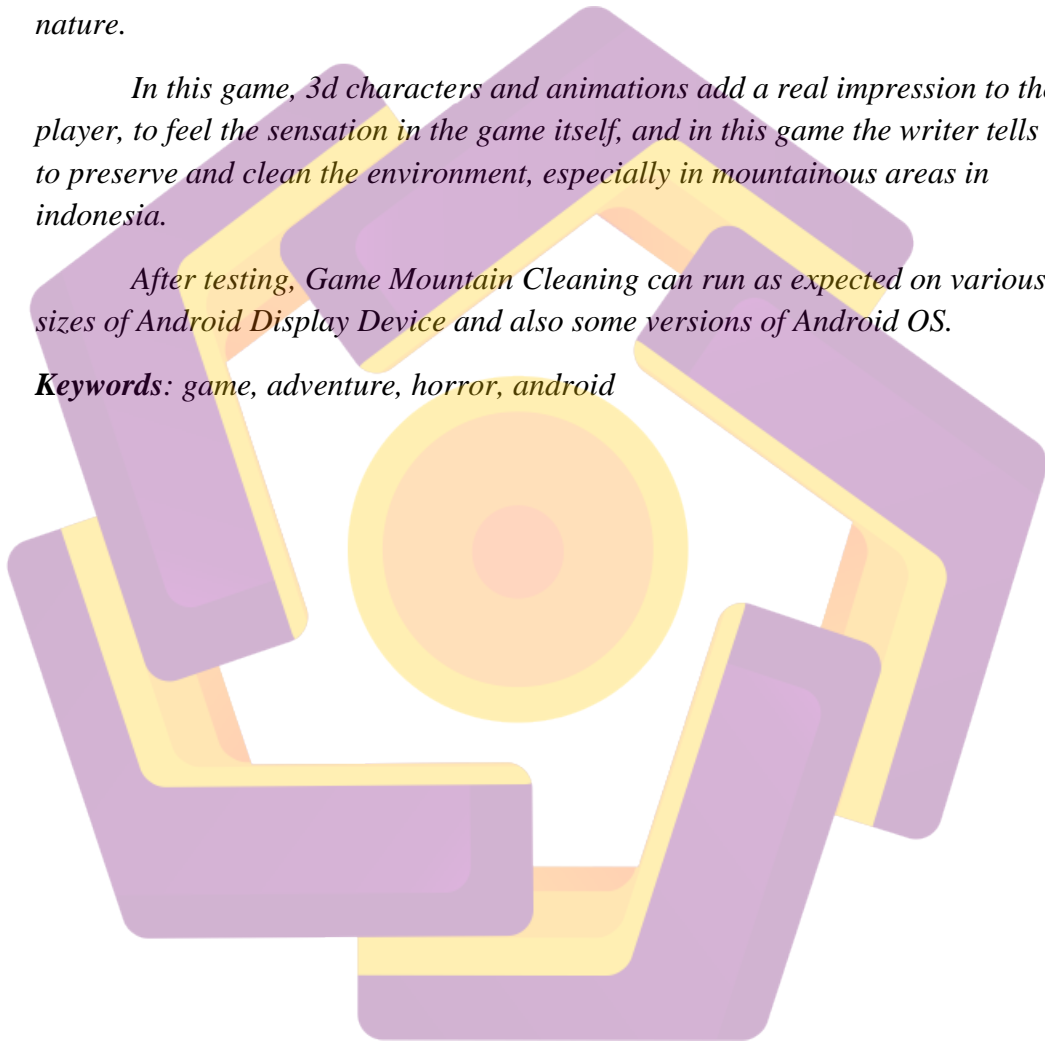 nature.
In this game, 3d characters and animations add a real impression to the
player, to feel the sensation in the game itself, and in this game the writer tells
to preserve and clean the environment, especially in mountainous areas in
indonesia.
After testing, Game Mountain Cleaning can run as expected on various
sizes of Android Display Device and also some versions of Android OS.
Keywords: game, adventure, horror, android